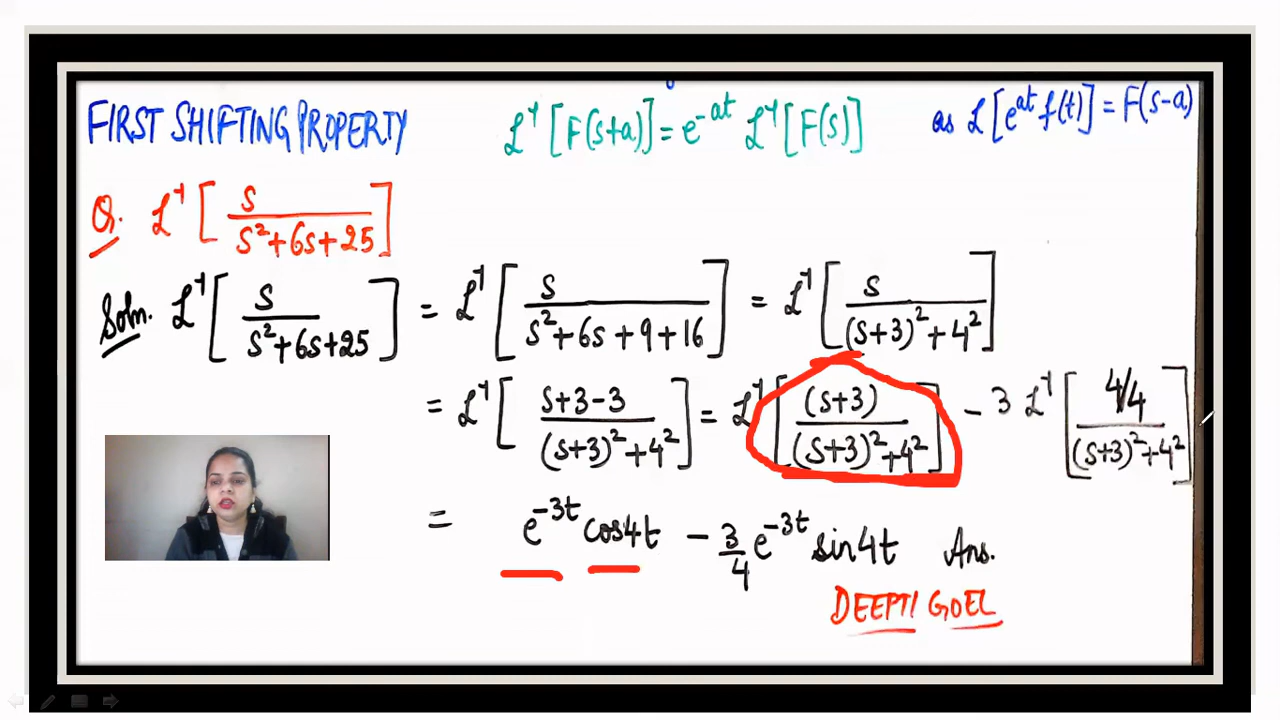 FIRST SHIFTING PROPERTY L⁻¹[F(s+a)] = e^{-at} L⁻¹[F(s)] as L[e^{at} f(t)] = F(s-a)
Q. L⁻¹[s/(s²+6s+25)]
Soln. L⁻¹[s/(s²+6s+25)] = L⁻¹[s/(s²+6s+9+16)] = L⁻¹[s/((s+3)²+4²)]
= L⁻¹[(s+3-3)/((s+3)²+4²)] = L⁻¹[(s+3)/((s+3)²+4²)] - 3 L⁻¹[(4/4)/((s+3)²+4²)]
= e^{-3t} cos4t - 3/4 e^{-3t} sin4t Ans.
DEEPTI GOEL